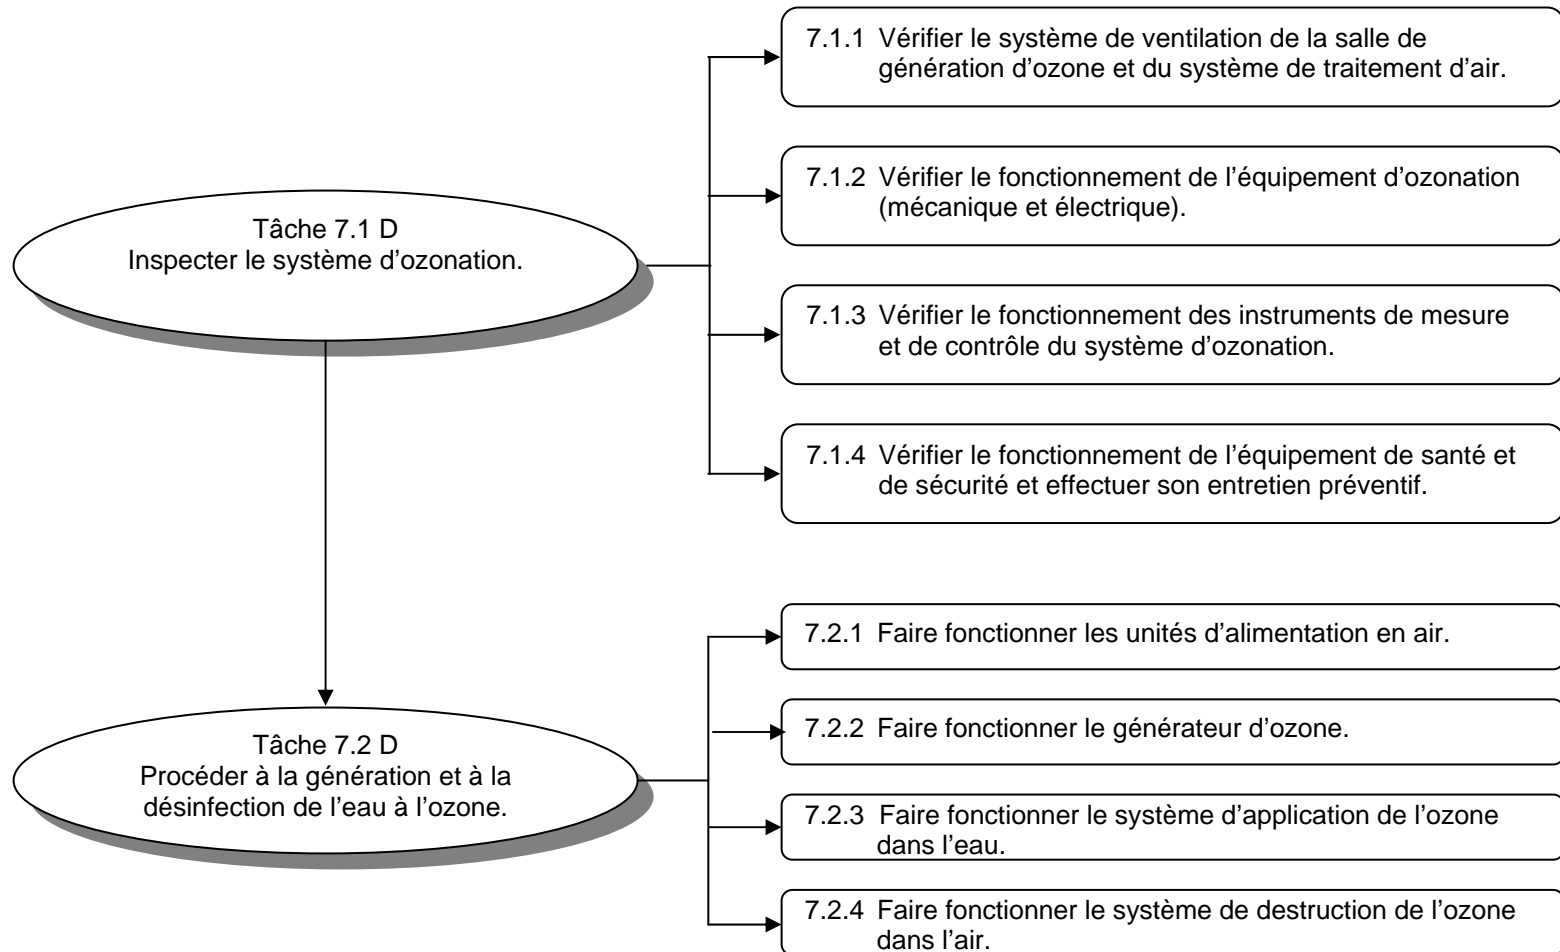 7.1.1 Vérifier le système de ventilation de la salle de
génération d’ozone et du système de traitement d’air.
7.1.2 Vérifier le fonctionnement de l’équipement d’ozonation
(mécanique et électrique).
Tâche 7.1 D
Inspecter le système d’ozonation.
7.1.3 Vérifier le fonctionnement des instruments de mesure
et de contrôle du système d’ozonation.
7.1.4 Vérifier le fonctionnement de l’équipement de santé et
de sécurité et effectuer son entretien préventif.
7.2.1 Faire fonctionner les unités d’alimentation en air.
7.2.2 Faire fonctionner le générateur d’ozone.
Tâche 7.2 D
Procéder à la génération et à la
désinfection de l’eau à l’ozone.
7.2.3 Faire fonctionner le système d’application de l’ozone
dans l’eau.
7.2.4 Faire fonctionner le système de destruction de l’ozone
dans l’air.